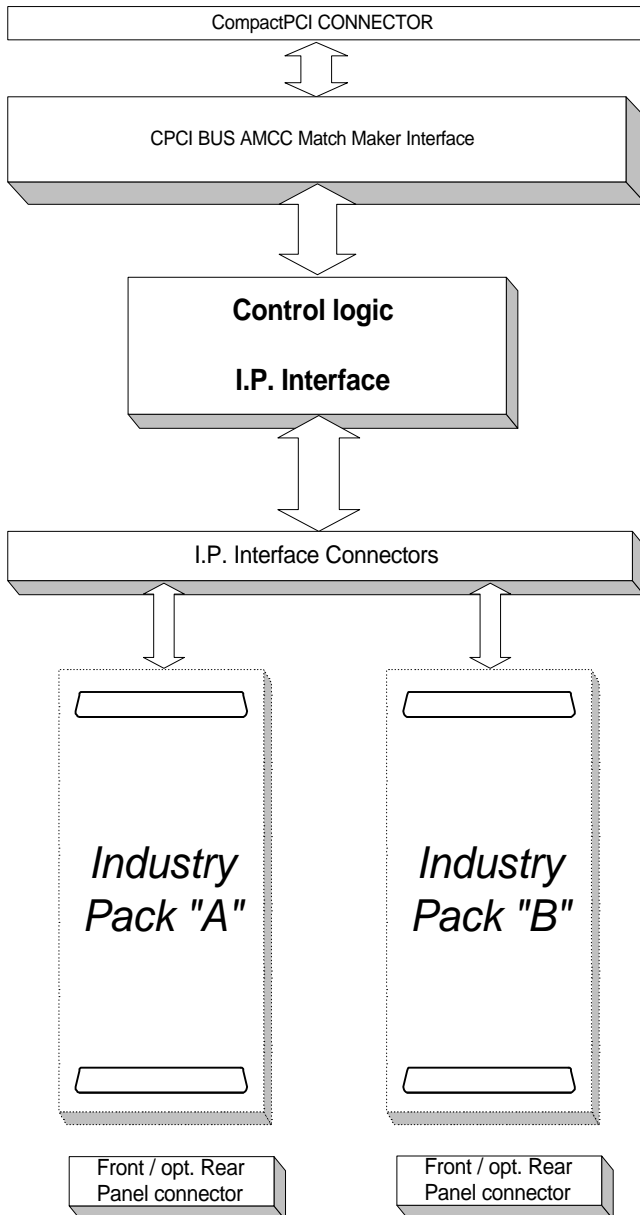 CompactPCI CONNECTOR
CPCI BUS AMCC Match Maker Interface
Control logic
I.P. Interface
I.P. Interface Connectors
Industry
Pack "A"
Industry
Pack "B"
Front / opt. Rear
Panel connector
Front / opt. Rear
Panel connector